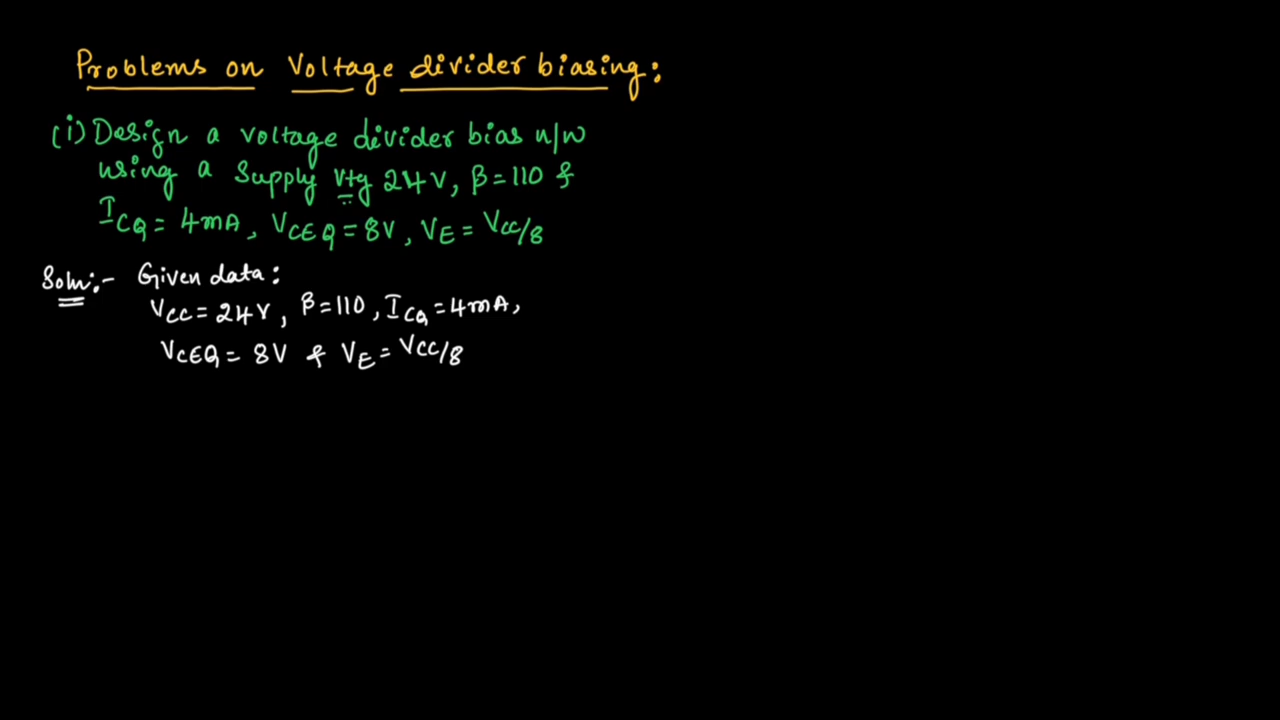 Problems on Voltage divider biasing:
(i) Design a voltage divider bias n/w
using a supply vtg 24V, β=110 &
ICQ = 4mA, VCEQ = 8V, VE = VCC/8
Soln:- Given data:
VCC = 24V, β=110, ICQ = 4mA,
VCEQ = 8V & VE = VCC/8